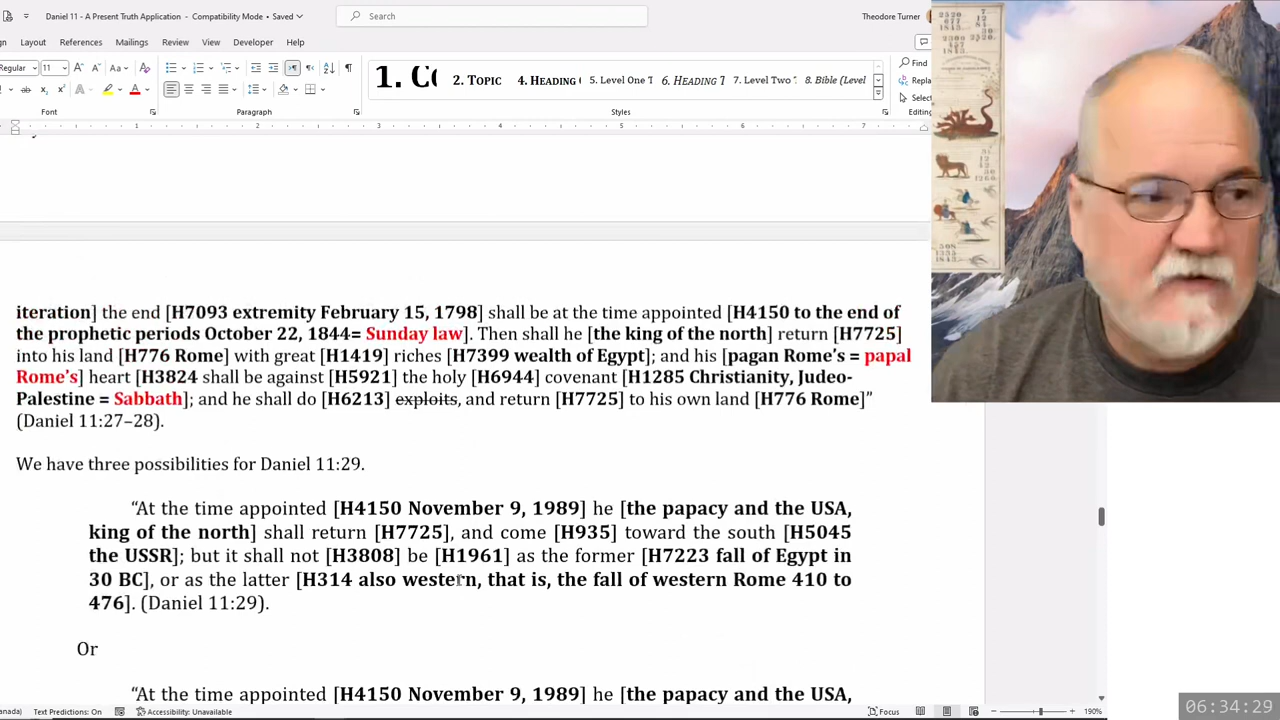 Daniel 11 - A Present Truth Application - Compatibility Mode • Saved
Search
Theodore Turner
Layout References Mailings Review View Developer Help
Regular 11 Aa
Find
Repla
Selec
1. Co 2. Topic 4. Heading 5. Level One T 6. Heading T 7. Level Two 8. Bible (Level
Font Paragraph Styles
1 2 3 4 5 6 7
iteration] the end [H7093 extremity February 15, 1798] shall be at the time appointed [H4150 to the end of
the prophetic periods October 22, 1844= Sunday law]. Then shall he [the king of the north] return [H7725]
into his land [H776 Rome] with great [H1419] riches [H7399 wealth of Egypt]; and his [pagan Rome’s = papal
Rome’s] heart [H3824 shall be against [H5921] the holy [H6944] covenant [H1285 Christianity, Judeo-
Palestine = Sabbath]; and he shall do [H6213] exploits, and return [H7725] to his own land [H776 Rome]”
(Daniel 11:27–28).
We have three possibilities for Daniel 11:29.
“At the time appointed [H4150 November 9, 1989] he [the papacy and the USA,
king of the north] shall return [H7725], and come [H935] toward the south [H5045
the USSR]; but it shall not [H3808] be [H1961] as the former [H7223 fall of Egypt in
30 BC], or as the latter [H314 also western, that is, the fall of western Rome 410 to
476]. (Daniel 11:29).
Or
“At the time appointed [H4150 November 9, 1989] he [the papacy and the USA,
anada) Text Predictions: On Accessibility: Unavailable Focus 190%
06:34:29